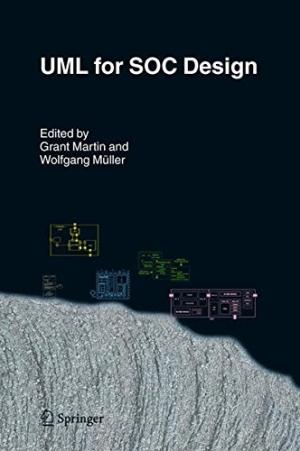 UML for SOC Design
Edited by
Grant Martin and
Wolfgang Müller
Springer